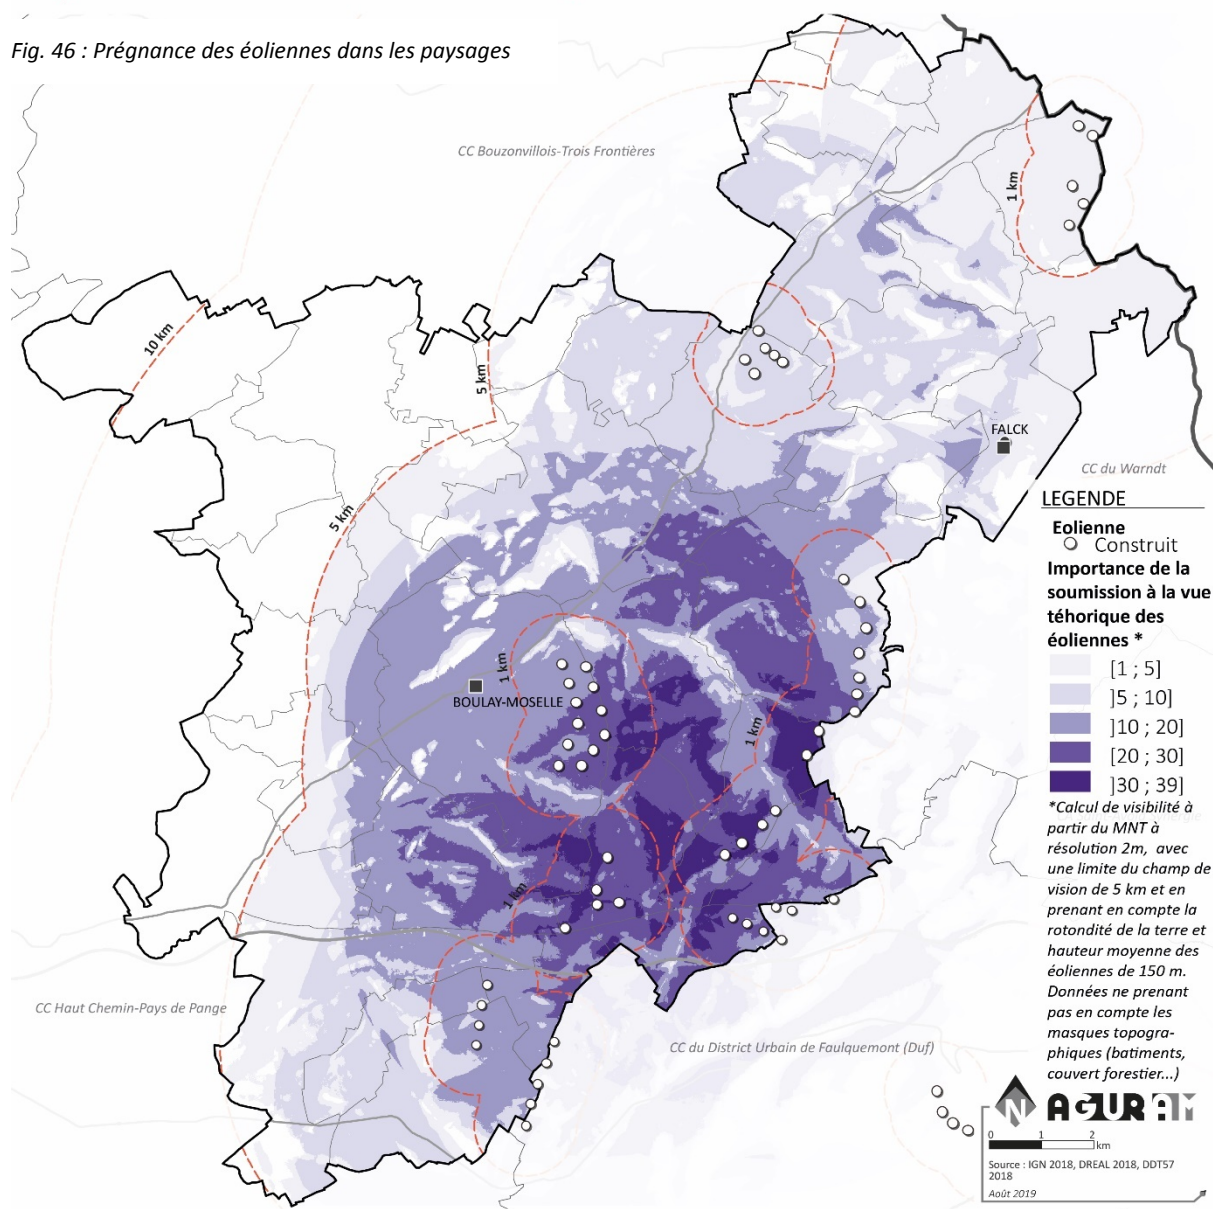 Fig. 46 : Prégnance des éoliennes dans les paysages
CC Bouzonvillois-Trois Frontières
1 km
10 km
5 km
FALCK
CC du Warndt
5 km
1 km
BOULAY-MOSELLE
1 km
1 km
CC Haut Chemin-Pays de Pange
CC du District Urbain de Faulquemont (Duf)
LEGENDE
Eolienne
Construit
Importance de la
soumission à la vue
téhorique des
éoliennes *
[1 ; 5]
]5 ; 10]
]10 ; 20]
[20 ; 30]
]30 ; 39]
*Calcul de visibilité à
partir du MNT à
résolution 2m, avec
une limite du champ de
vision de 5 km et en
prenant en compte la
rotondité de la terre et
hauteur moyenne des
éoliennes de 150 m.
Données ne prenant
pas en compte les
masques topogra-
phiques (batiments,
couvert forestier...)
N AGURAM
0 1 2
km
Source : IGN 2018, DREAL 2018, DDT57
2018
Août 2019